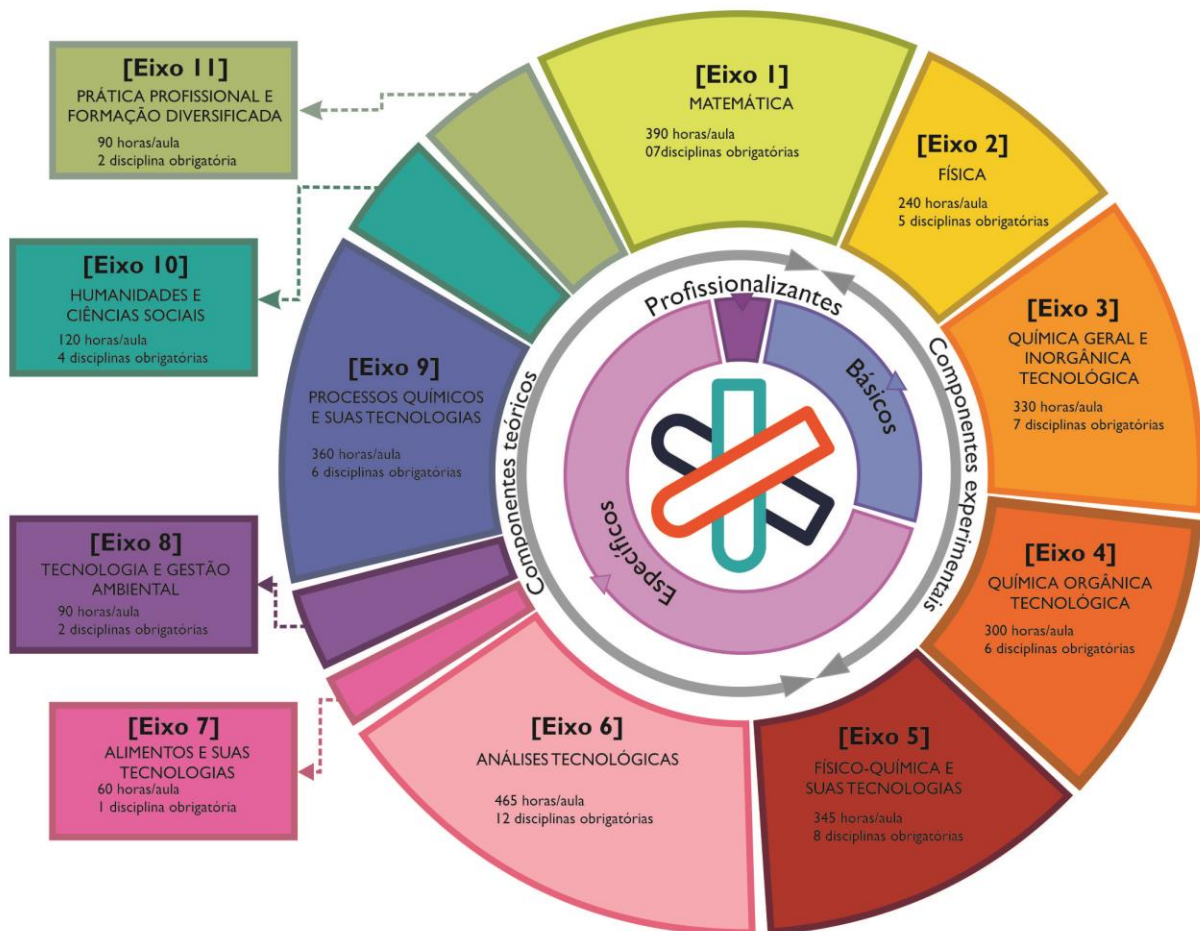 [Eixo 1]
MATEMÁTICA
390 horas/aula
07disciplinas obrigatórias
[Eixo 2]
FÍSICA
240 horas/aula
5 disciplinas obrigatórias
[Eixo 3]
QUÍMICA GERAL E
INORGÂNICA
TECNOLÓGICA
330 horas/aula
7 disciplinas obrigatórias
[Eixo 4]
QUÍMICA ORGÂNICA
TECNOLÓGICA
300 horas/aula
6 disciplinas obrigatórias
[Eixo 5]
FÍSICO-QUÍMICA E
SUAS TECNOLOGIAS
345 horas/aula
8 disciplinas obrigatórias
[Eixo 6]
ANÁLISES TECNOLÓGICAS
465 horas/aula
12 disciplinas obrigatórias
[Eixo 7]
ALIMENTOS E SUAS
TECNOLOGIAS
60 horas/aula
1 disciplina obrigatória
[Eixo 8]
TECNOLOGIA E GESTÃO
AMBIENTAL
90 horas/aula
2 disciplinas obrigatórias
[Eixo 9]
PROCESSOS QUÍMICOS
E SUAS TECNOLOGIAS
360 horas/aula
6 disciplinas obrigatórias
[Eixo 10]
HUMANIDADES E
CIÊNCIAS SOCIAIS
120 horas/aula
4 disciplinas obrigatórias
[Eixo 11]
PRÁTICA PROFISSIONAL E
FORMAÇÃO DIVERSIFICADA
90 horas/aula
2 disciplina obrigatória
Componentes teóricos
Componentes experimentais
Profissionalizantes
Básicos
Específicos